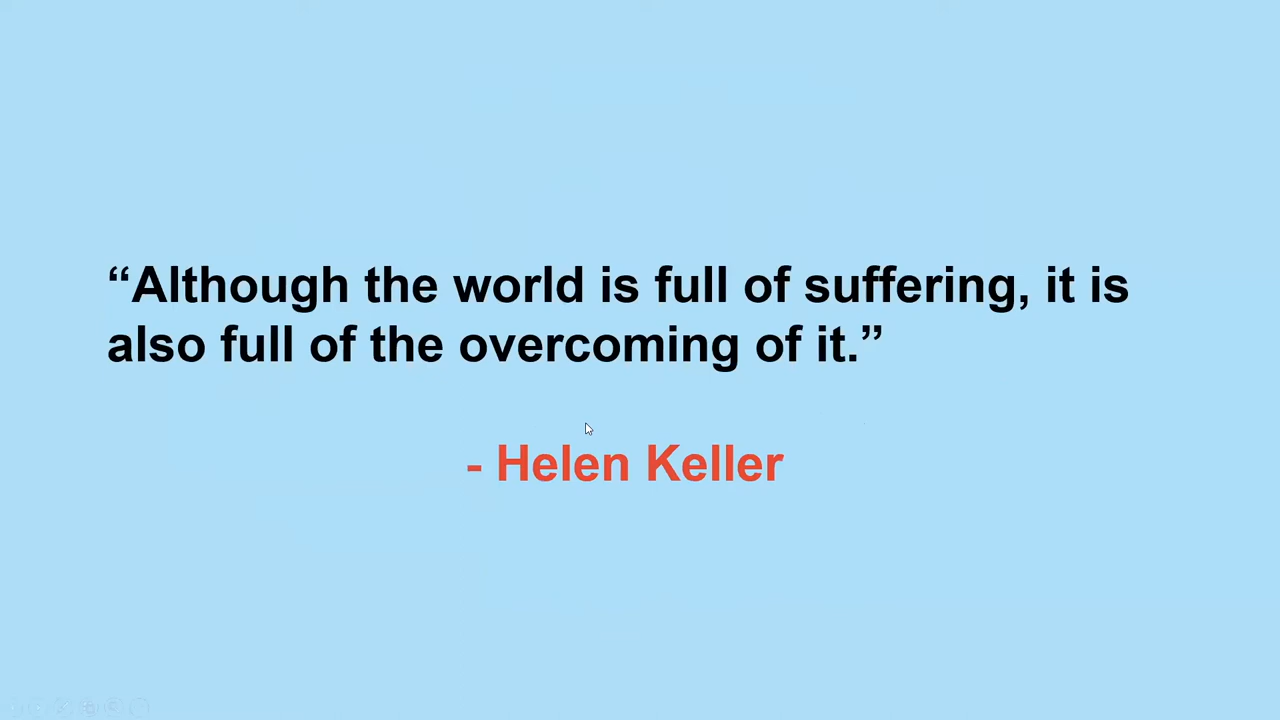 “Although the world is full of suffering, it is
also full of the overcoming of it.”
- Helen Keller